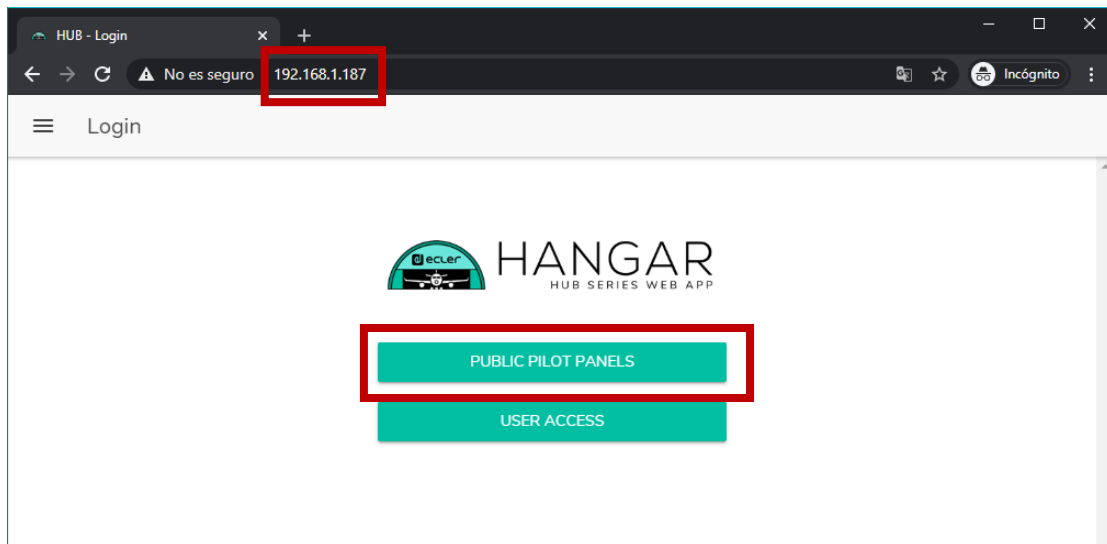 HUB - Login
No es seguro
192.168.1.187
Incógnito
Login
ecler
HANGAR
HUB SERIES WEB APP
PUBLIC PILOT PANELS
USER ACCESS